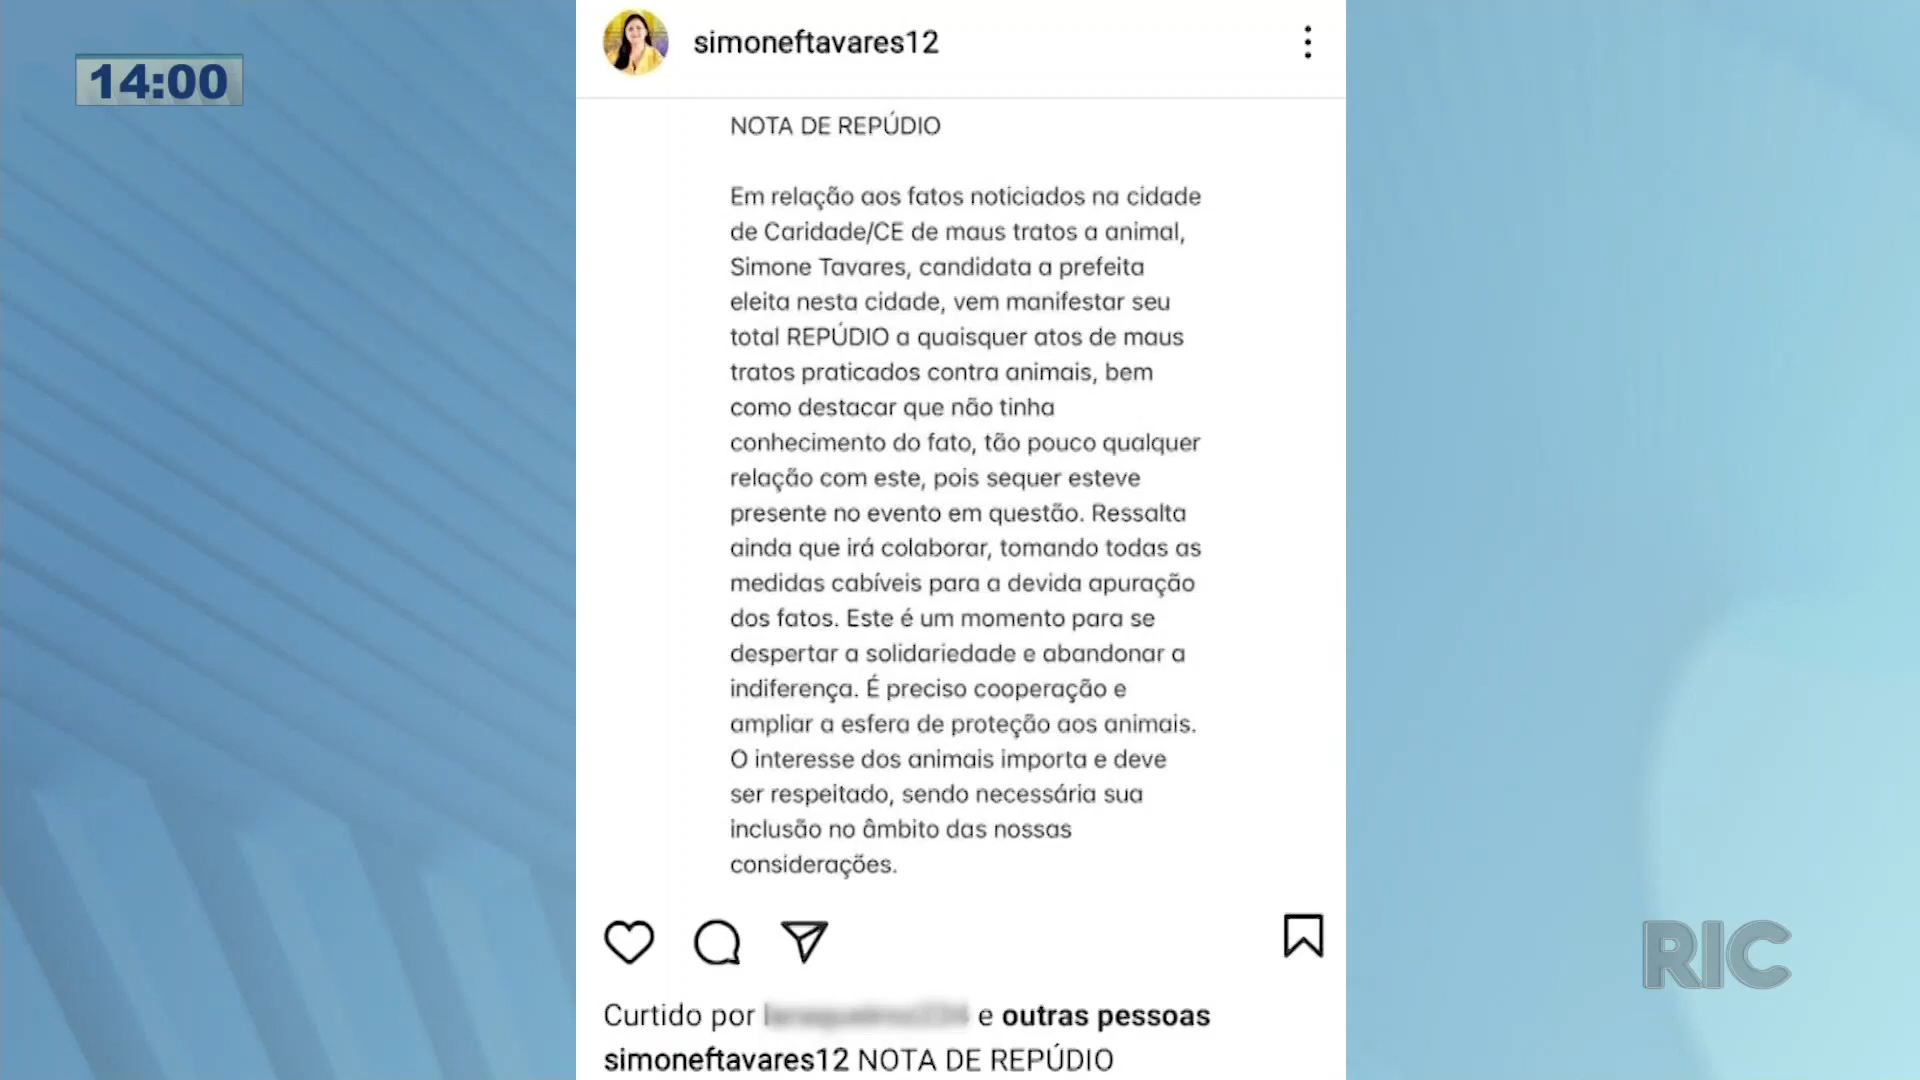 14:00
simoneftavares12
NOTA DE REPÚDIO
Em relação aos fatos noticiados na cidade
de Caridade/CE de maus tratos a animal,
Simone Tavares, candidata a prefeita
eleita nesta cidade, vem manifestar seu
total REPÚDIO a quaisquer atos de maus
tratos praticados contra animais, bem
como destacar que não tinha
conhecimento do fato, tão pouco qualquer
relação com este, pois sequer esteve
presente no evento em questão. Ressalta
ainda que irá colaborar, tomando todas as
medidas cabíveis para a devida apuração
dos fatos. Este é um momento para se
despertar a solidariedade e abandonar a
indiferença. É preciso cooperação e
ampliar a esfera de proteção aos animais.
O interesse dos animais importa e deve
ser respeitado, sendo necessária sua
inclusão no âmbito das nossas
considerações.
Curtido por e outras pessoas
simoneftavares12 NOTA DE REPÚDIO
RIC